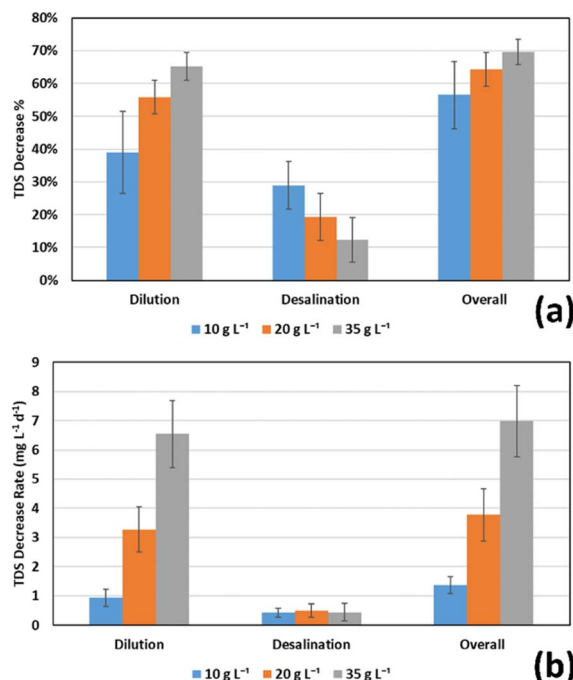 80%
70%
60%
50%
40%
30%
20%
10%
0%
TDS Decrease %
Dilution Desalination Overall
10 g L⁻¹ 20 g L⁻¹ 35 g L⁻¹
(a)
9
8
7
6
5
4
3
2
1
0
TDS Decrease Rate (mg L⁻¹ d⁻¹)
Dilution Desalination Overall
10 g L⁻¹ 20 g L⁻¹ 35 g L⁻¹
(b)